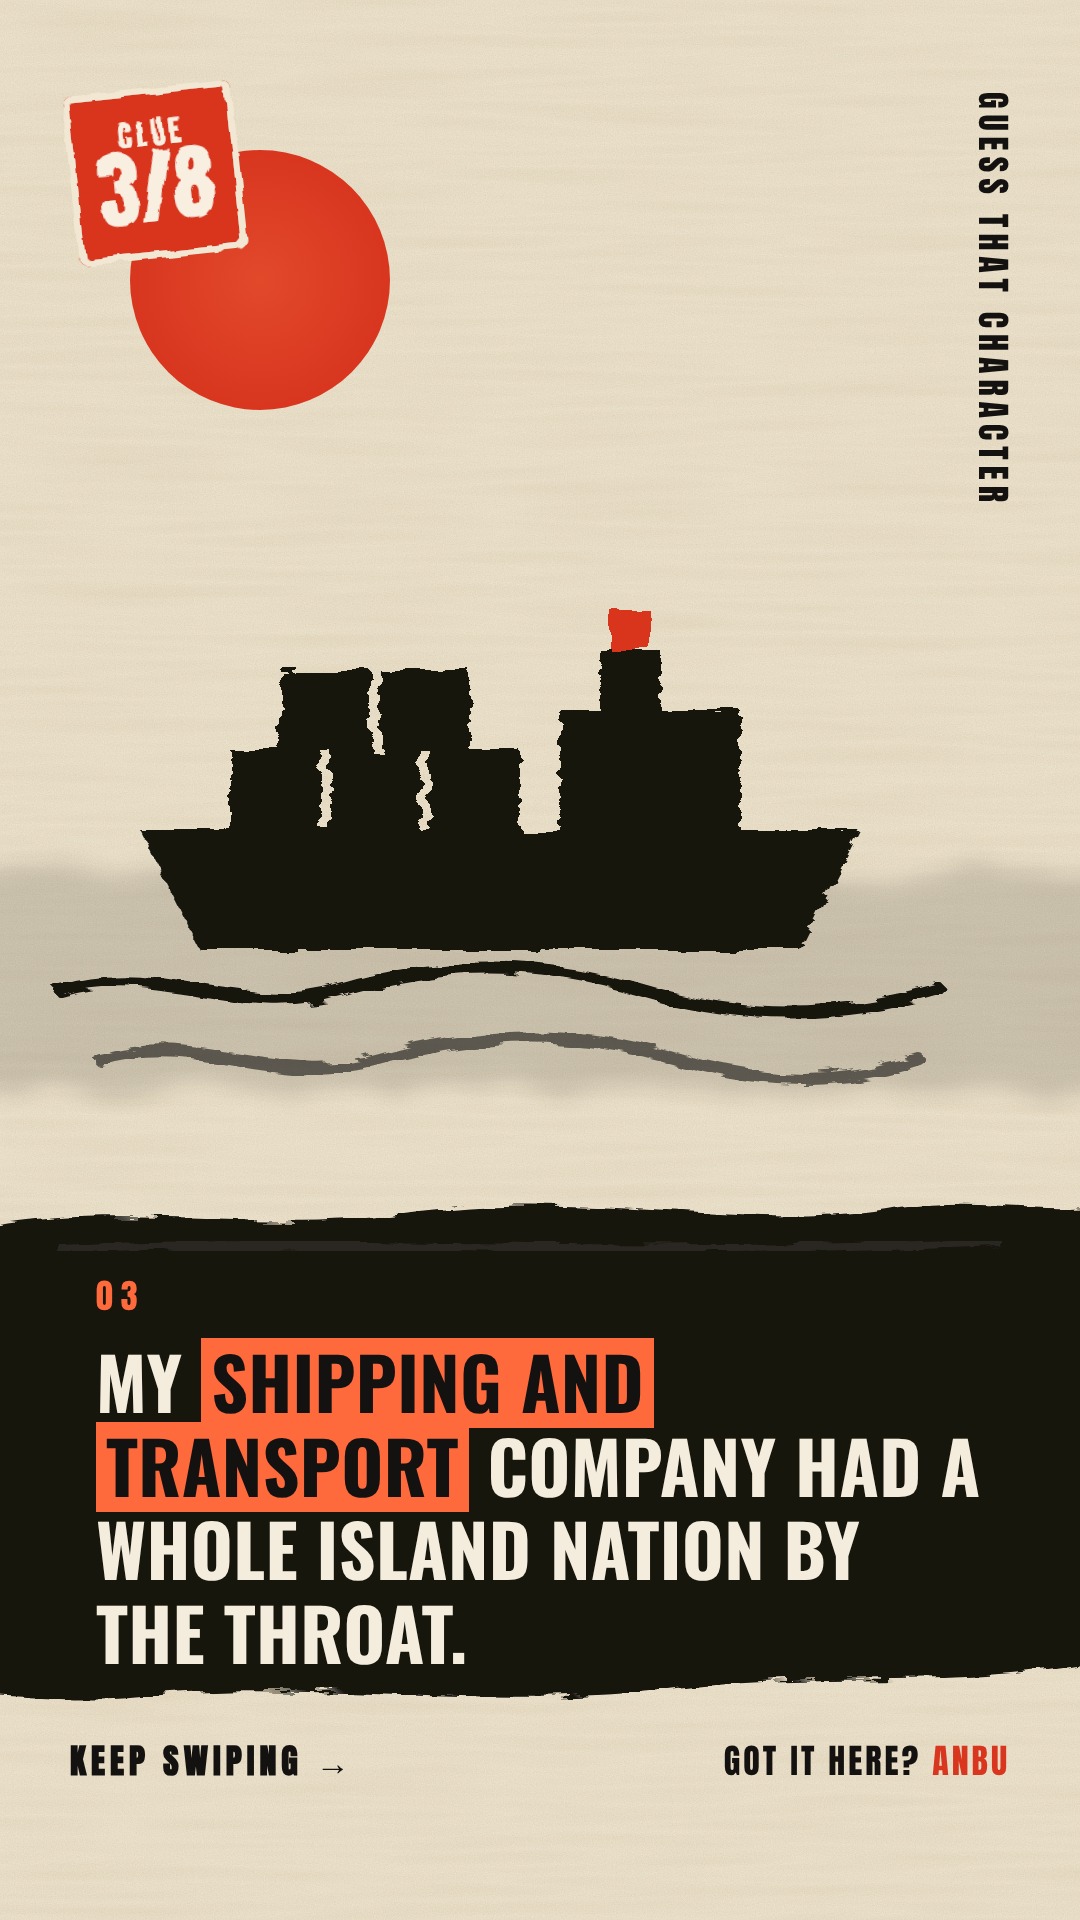 CLUE
3/8
GUESS THAT CHARACTER
03
MY SHIPPING AND
TRANSPORT COMPANY HAD A
WHOLE ISLAND NATION BY
THE THROAT.
KEEP SWIPING →
GOT IT HERE? ANBU